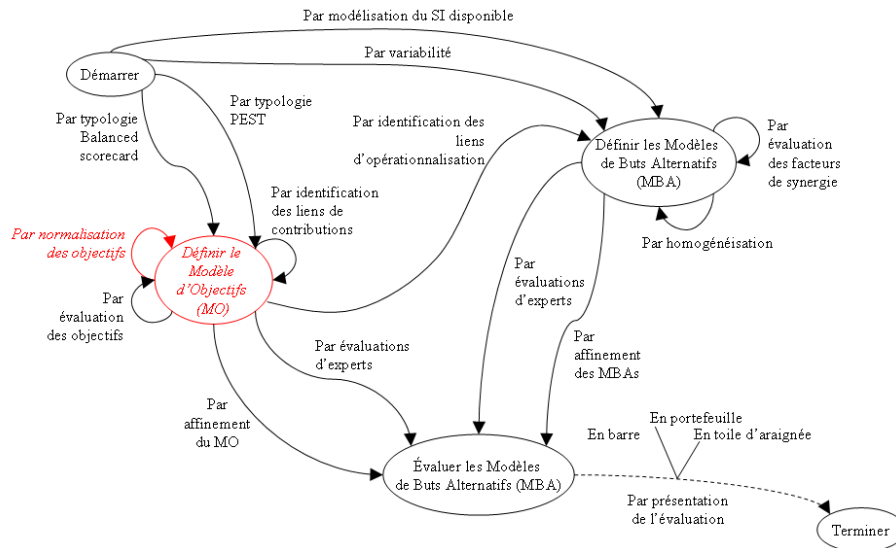 Par modélisation du SI disponible
Par variabilité
Démarrer
Par typologie
PEST
Par typologie
Balanced
scorecard
Par identification des
liens
d'opérationnalisation
Définir les Modèles
de Buts Alternatifs
(MBA)
Par
évaluation
des facteurs
de synergie
Par identification
des liens de
contributions
Par homogénéisation
Par normalisation
des objectifs
Définir le
Modèle
d'Objectifs
(MO)
Par
évaluation
des objectifs
Par
évaluations
d'experts
Par évaluations
d'experts
Par
affinement
des MBAs
Par
affinement
du MO
En portefeuille
En barre
En toile d'araignée
Évaluer les Modèles
de Buts Alternatifs (MBA)
Par présentation
de l'évaluation
Terminer